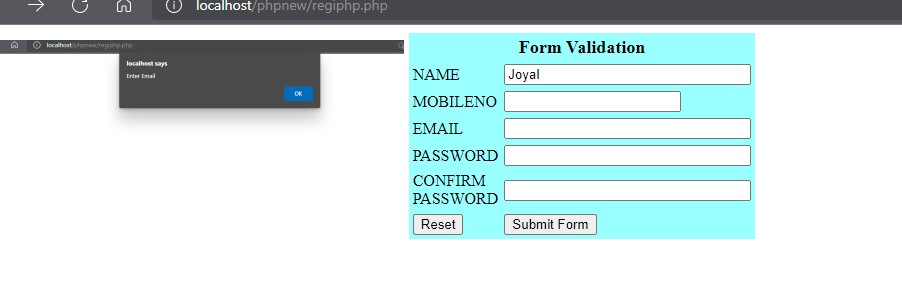 localhost/phpnew/regiphp.php
localhost/phpnew/regiphp.php
localhost says
Enter Email
OK
Form Validation
NAME Joyal
MOBILENO
EMAIL
PASSWORD
CONFIRM
PASSWORD
Reset Submit Form